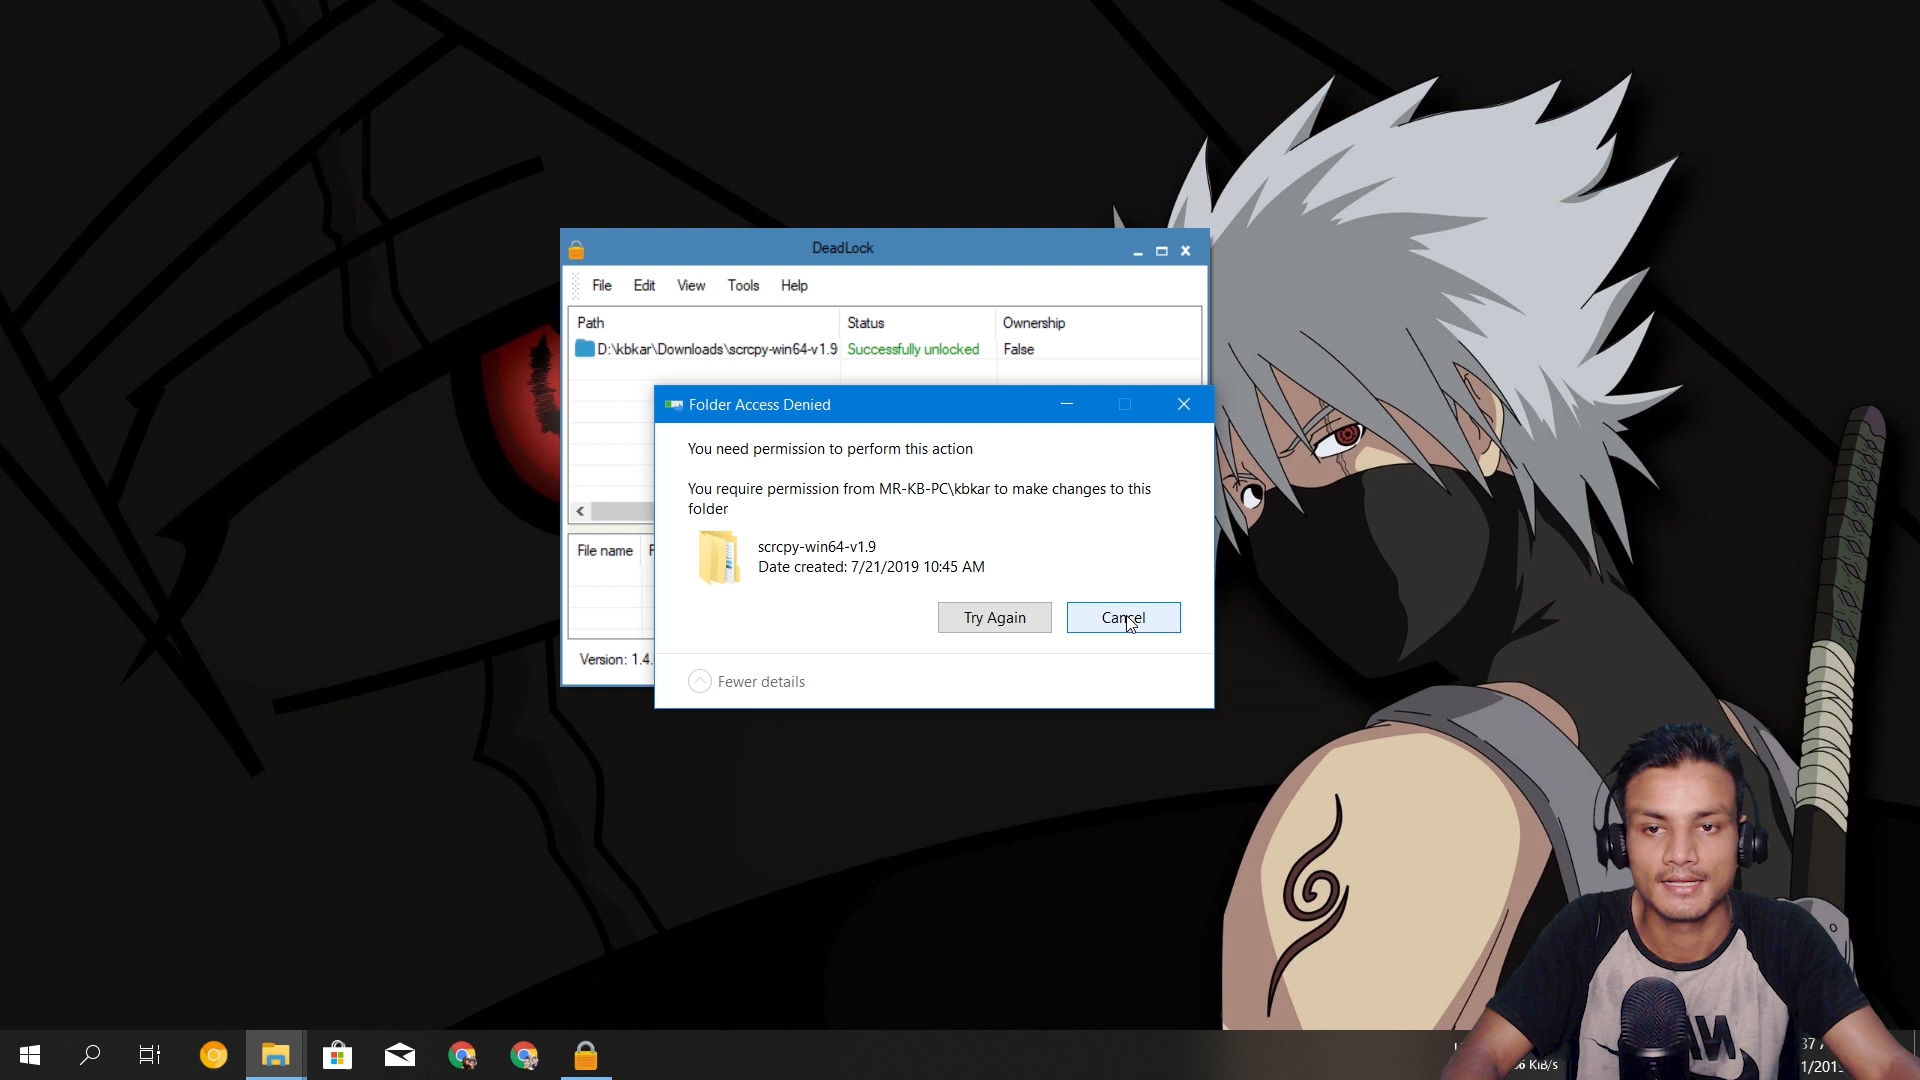 DeadLock
File Edit View Tools Help
Path Status Ownership
D:\kbkar\Downloads\scrcpy-win64-v1.9 Successfully unlocked False
Folder Access Denied
You need permission to perform this action
You require permission from MR-KB-PC\kbkar to make changes to this
folder
scrcpy-win64-v1.9
Date created: 7/21/2019 10:45 AM
File name
Try Again Cancel
Version: 1.4.
Fewer details
KiB/s